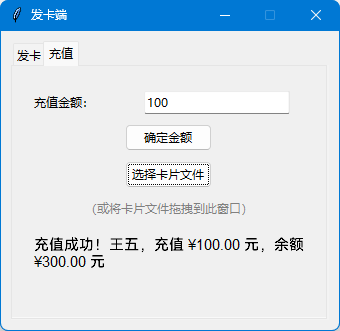 发卡端
发卡 充值
充值金额： 100
确定金额
选择卡片文件
（或将卡片文件拖拽到此窗口）
充值成功！王五，充值 ¥100.00 元，余额
¥300.00 元